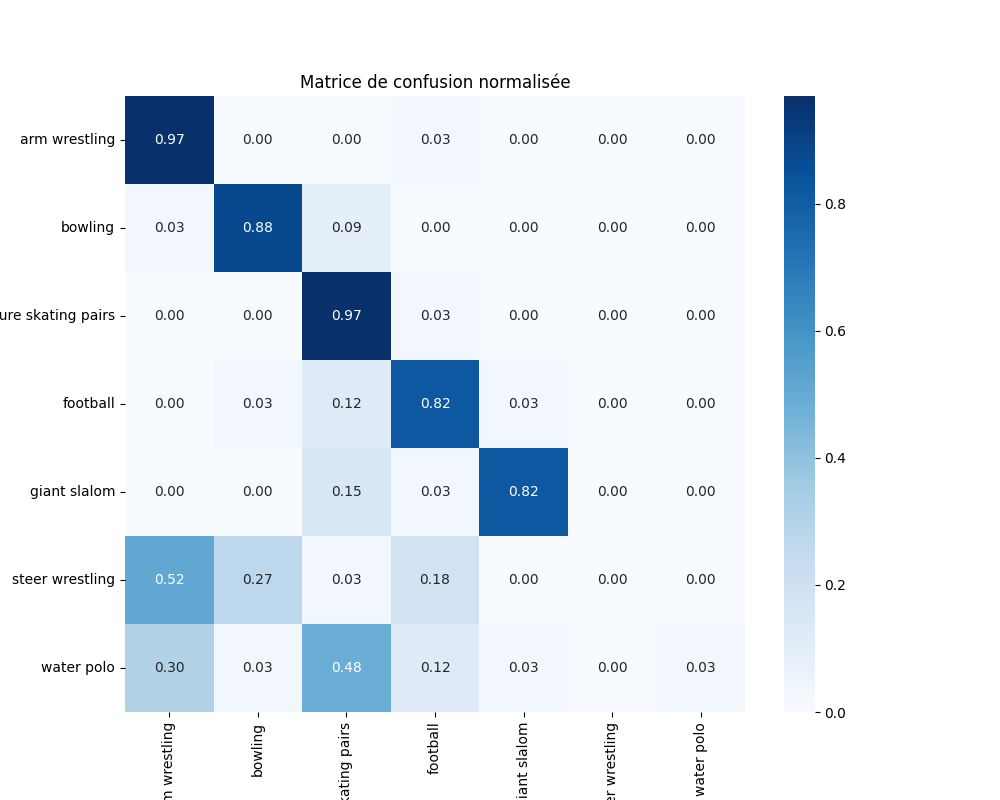 Matrice de confusion normalisée
arm wrestling 0.97 0.00 0.00 0.03 0.00 0.00 0.00
bowling 0.03 0.88 0.09 0.00 0.00 0.00 0.00
ure skating pairs 0.00 0.00 0.97 0.03 0.00 0.00 0.00
football 0.00 0.03 0.12 0.82 0.03 0.00 0.00
giant slalom 0.00 0.00 0.15 0.03 0.82 0.00 0.00
steer wrestling 0.52 0.27 0.03 0.18 0.00 0.00 0.00
water polo 0.30 0.03 0.48 0.12 0.03 0.00 0.03
m wrestling
bowling
kating pairs
football
iant slalom
er wrestling
water polo
0.8
0.6
0.4
0.2
0.0